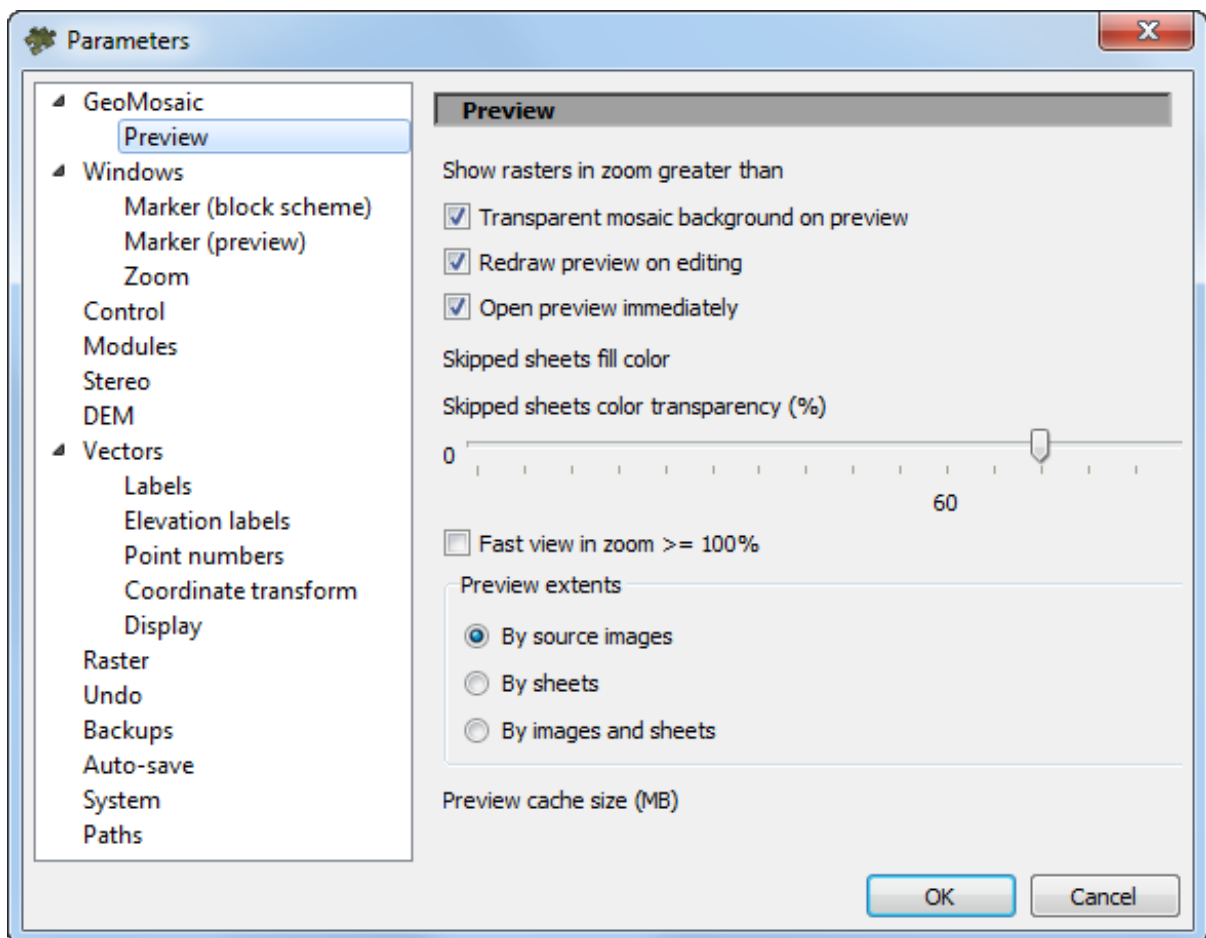 Parameters
GeoMosaic
Preview
Windows
Marker (block scheme)
Marker (preview)
Zoom
Control
Modules
Stereo
DEM
Vectors
Labels
Elevation labels
Point numbers
Coordinate transform
Display
Raster
Undo
Backups
Auto-save
System
Paths
Preview
Show rasters in zoom greater than
Transparent mosaic background on preview
Redraw preview on editing
Open preview immediately
Skipped sheets fill color
Skipped sheets color transparency (%)
0
60
Fast view in zoom >= 100%
Preview extents
By source images
By sheets
By images and sheets
Preview cache size (MB)
OK
Cancel